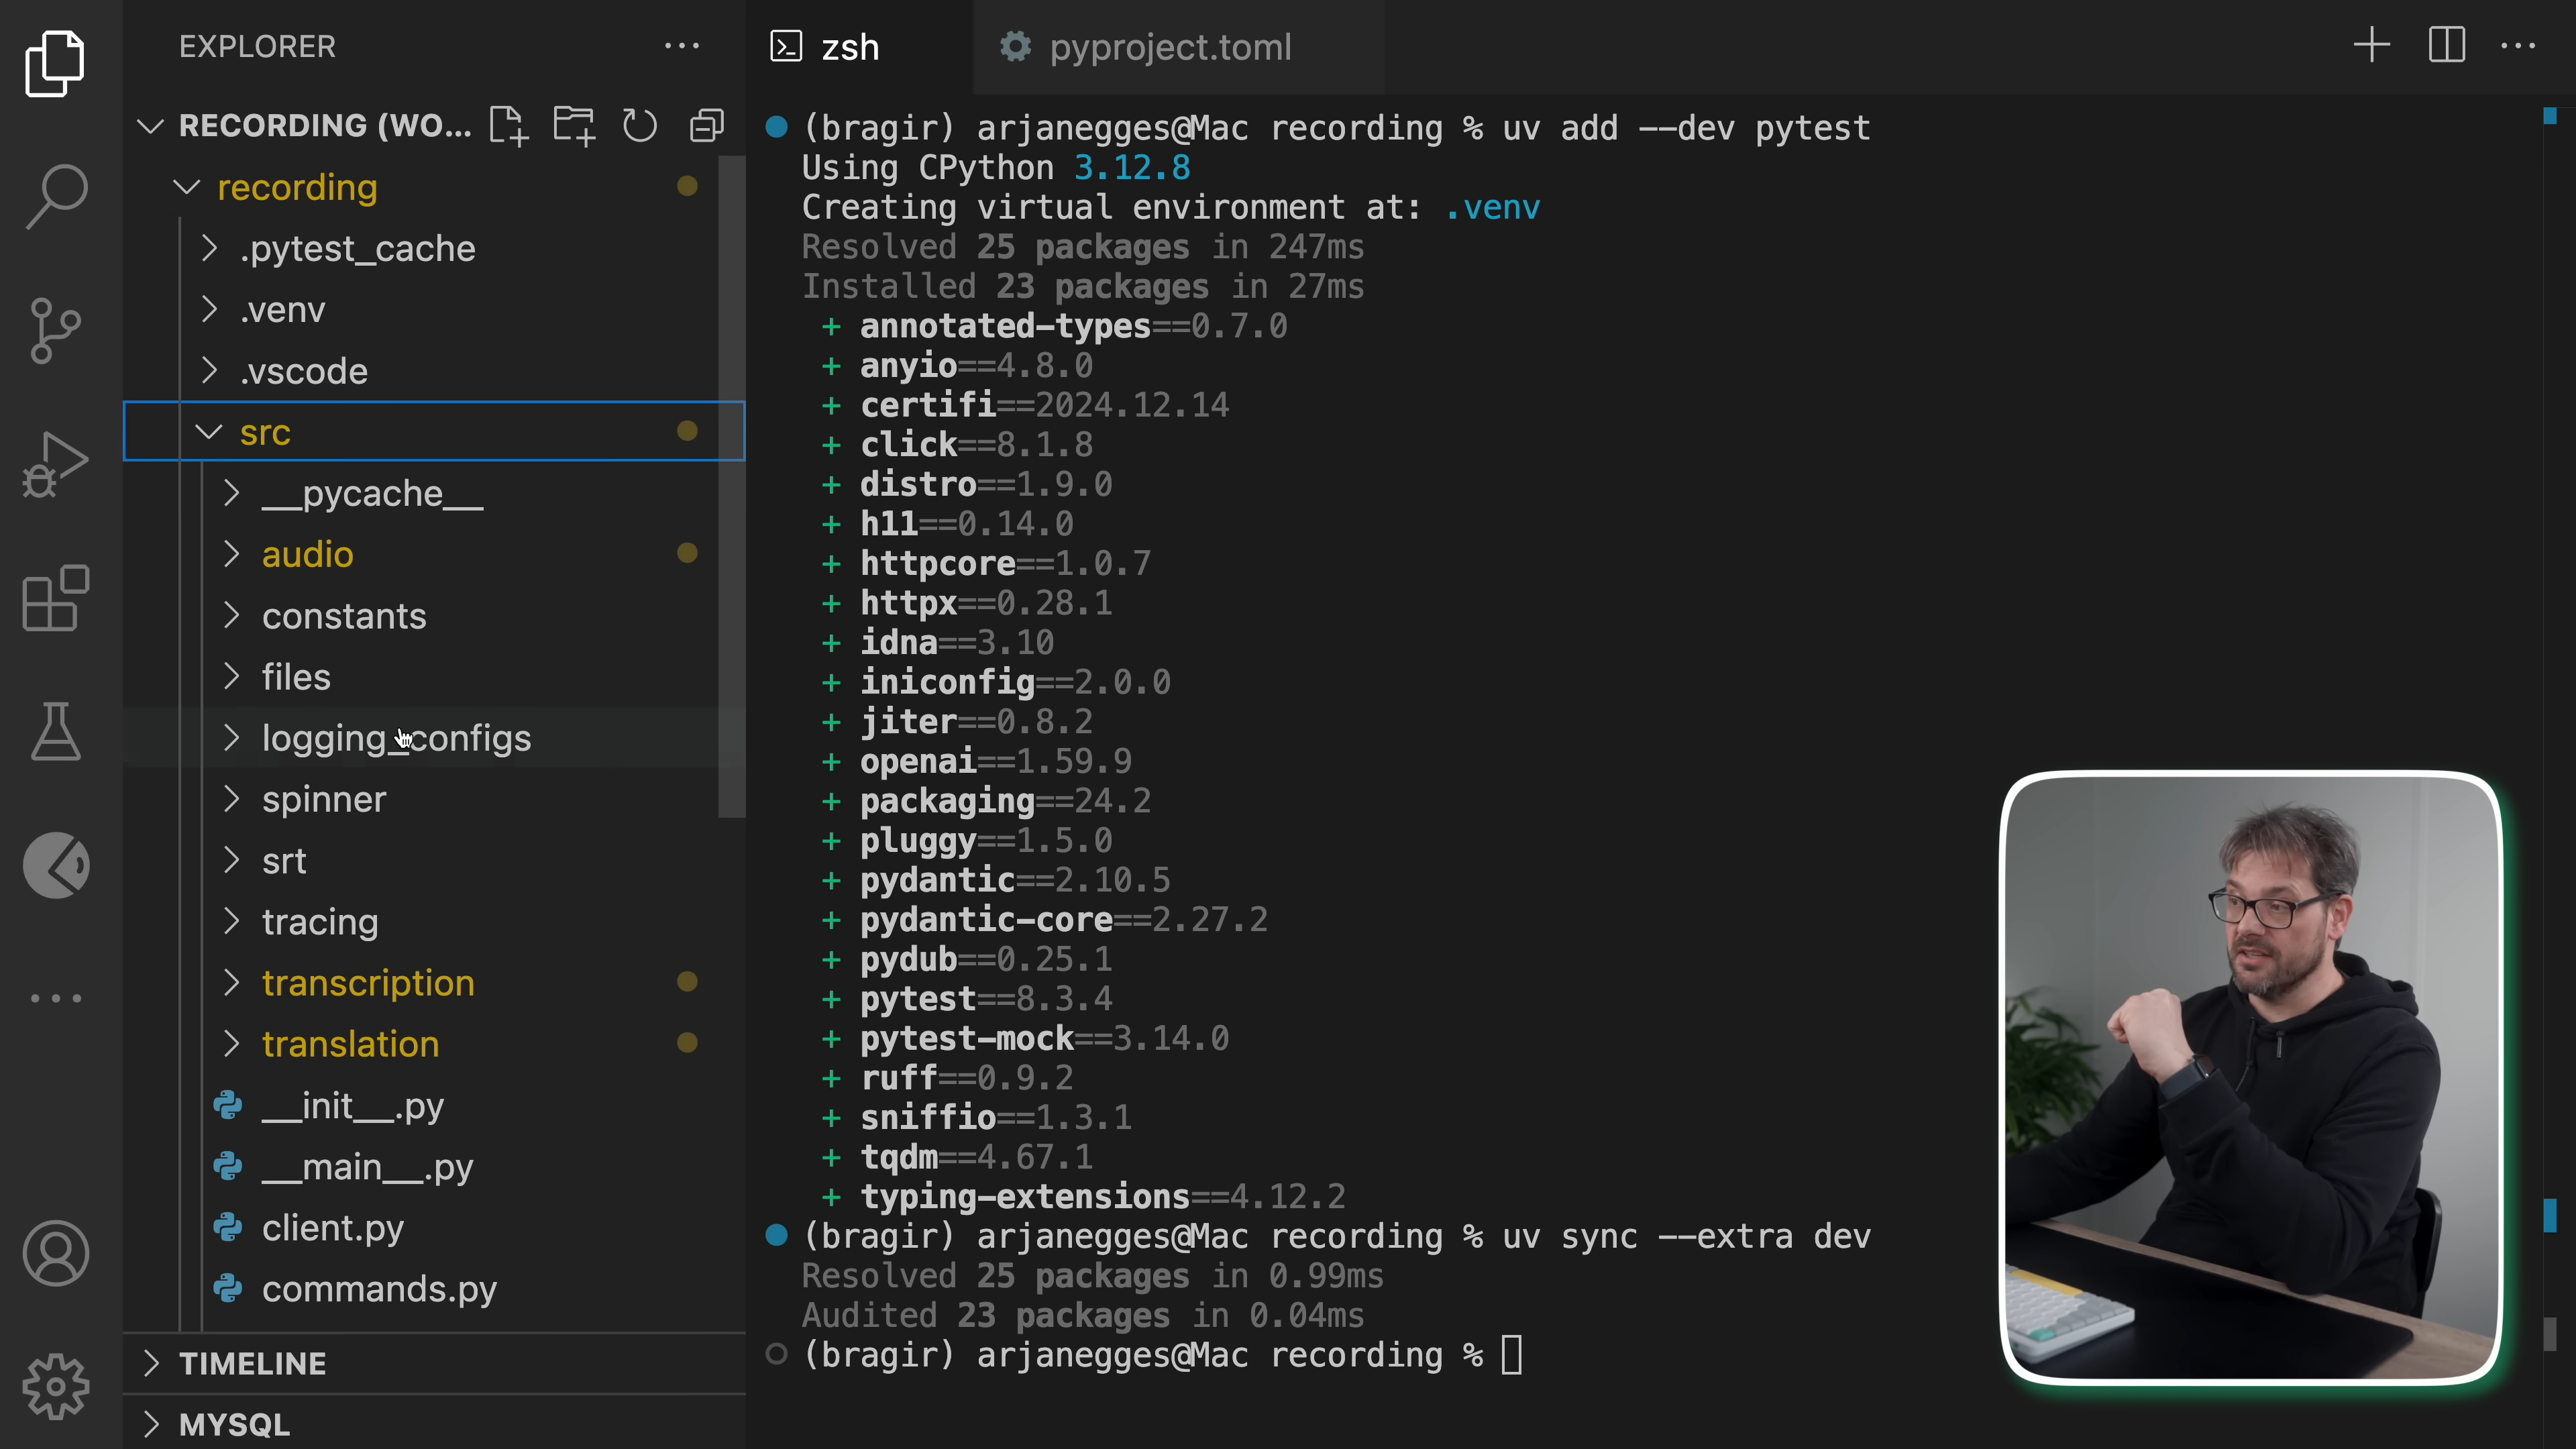 EXPLORER
RECORDING (WO...
recording
.pytest_cache
.venv
.vscode
src
__pycache__
audio
constants
files
logging_configs
spinner
srt
tracing
transcription
translation
__init__.py
__main__.py
client.py
commands.py
TIMELINE
MYSQL
zsh
pyproject.toml
(bragir) arjanegges@Mac recording % uv add --dev pytest
Using CPython 3.12.8
Creating virtual environment at: .venv
Resolved 25 packages in 247ms
Installed 23 packages in 27ms
+ annotated-types==0.7.0
+ anyio==4.8.0
+ certifi==2024.12.14
+ click==8.1.8
+ distro==1.9.0
+ h11==0.14.0
+ httpcore==1.0.7
+ httpx==0.28.1
+ idna==3.10
+ iniconfig==2.0.0
+ jiter==0.8.2
+ openai==1.59.9
+ packaging==24.2
+ pluggy==1.5.0
+ pydantic==2.10.5
+ pydantic-core==2.27.2
+ pydub==0.25.1
+ pytest==8.3.4
+ pytest-mock==3.14.0
+ ruff==0.9.2
+ sniffio==1.3.1
+ tqdm==4.67.1
+ typing-extensions==4.12.2
(bragir) arjanegges@Mac recording % uv sync --extra dev
Resolved 25 packages in 0.99ms
Audited 23 packages in 0.04ms
(bragir) arjanegges@Mac recording %